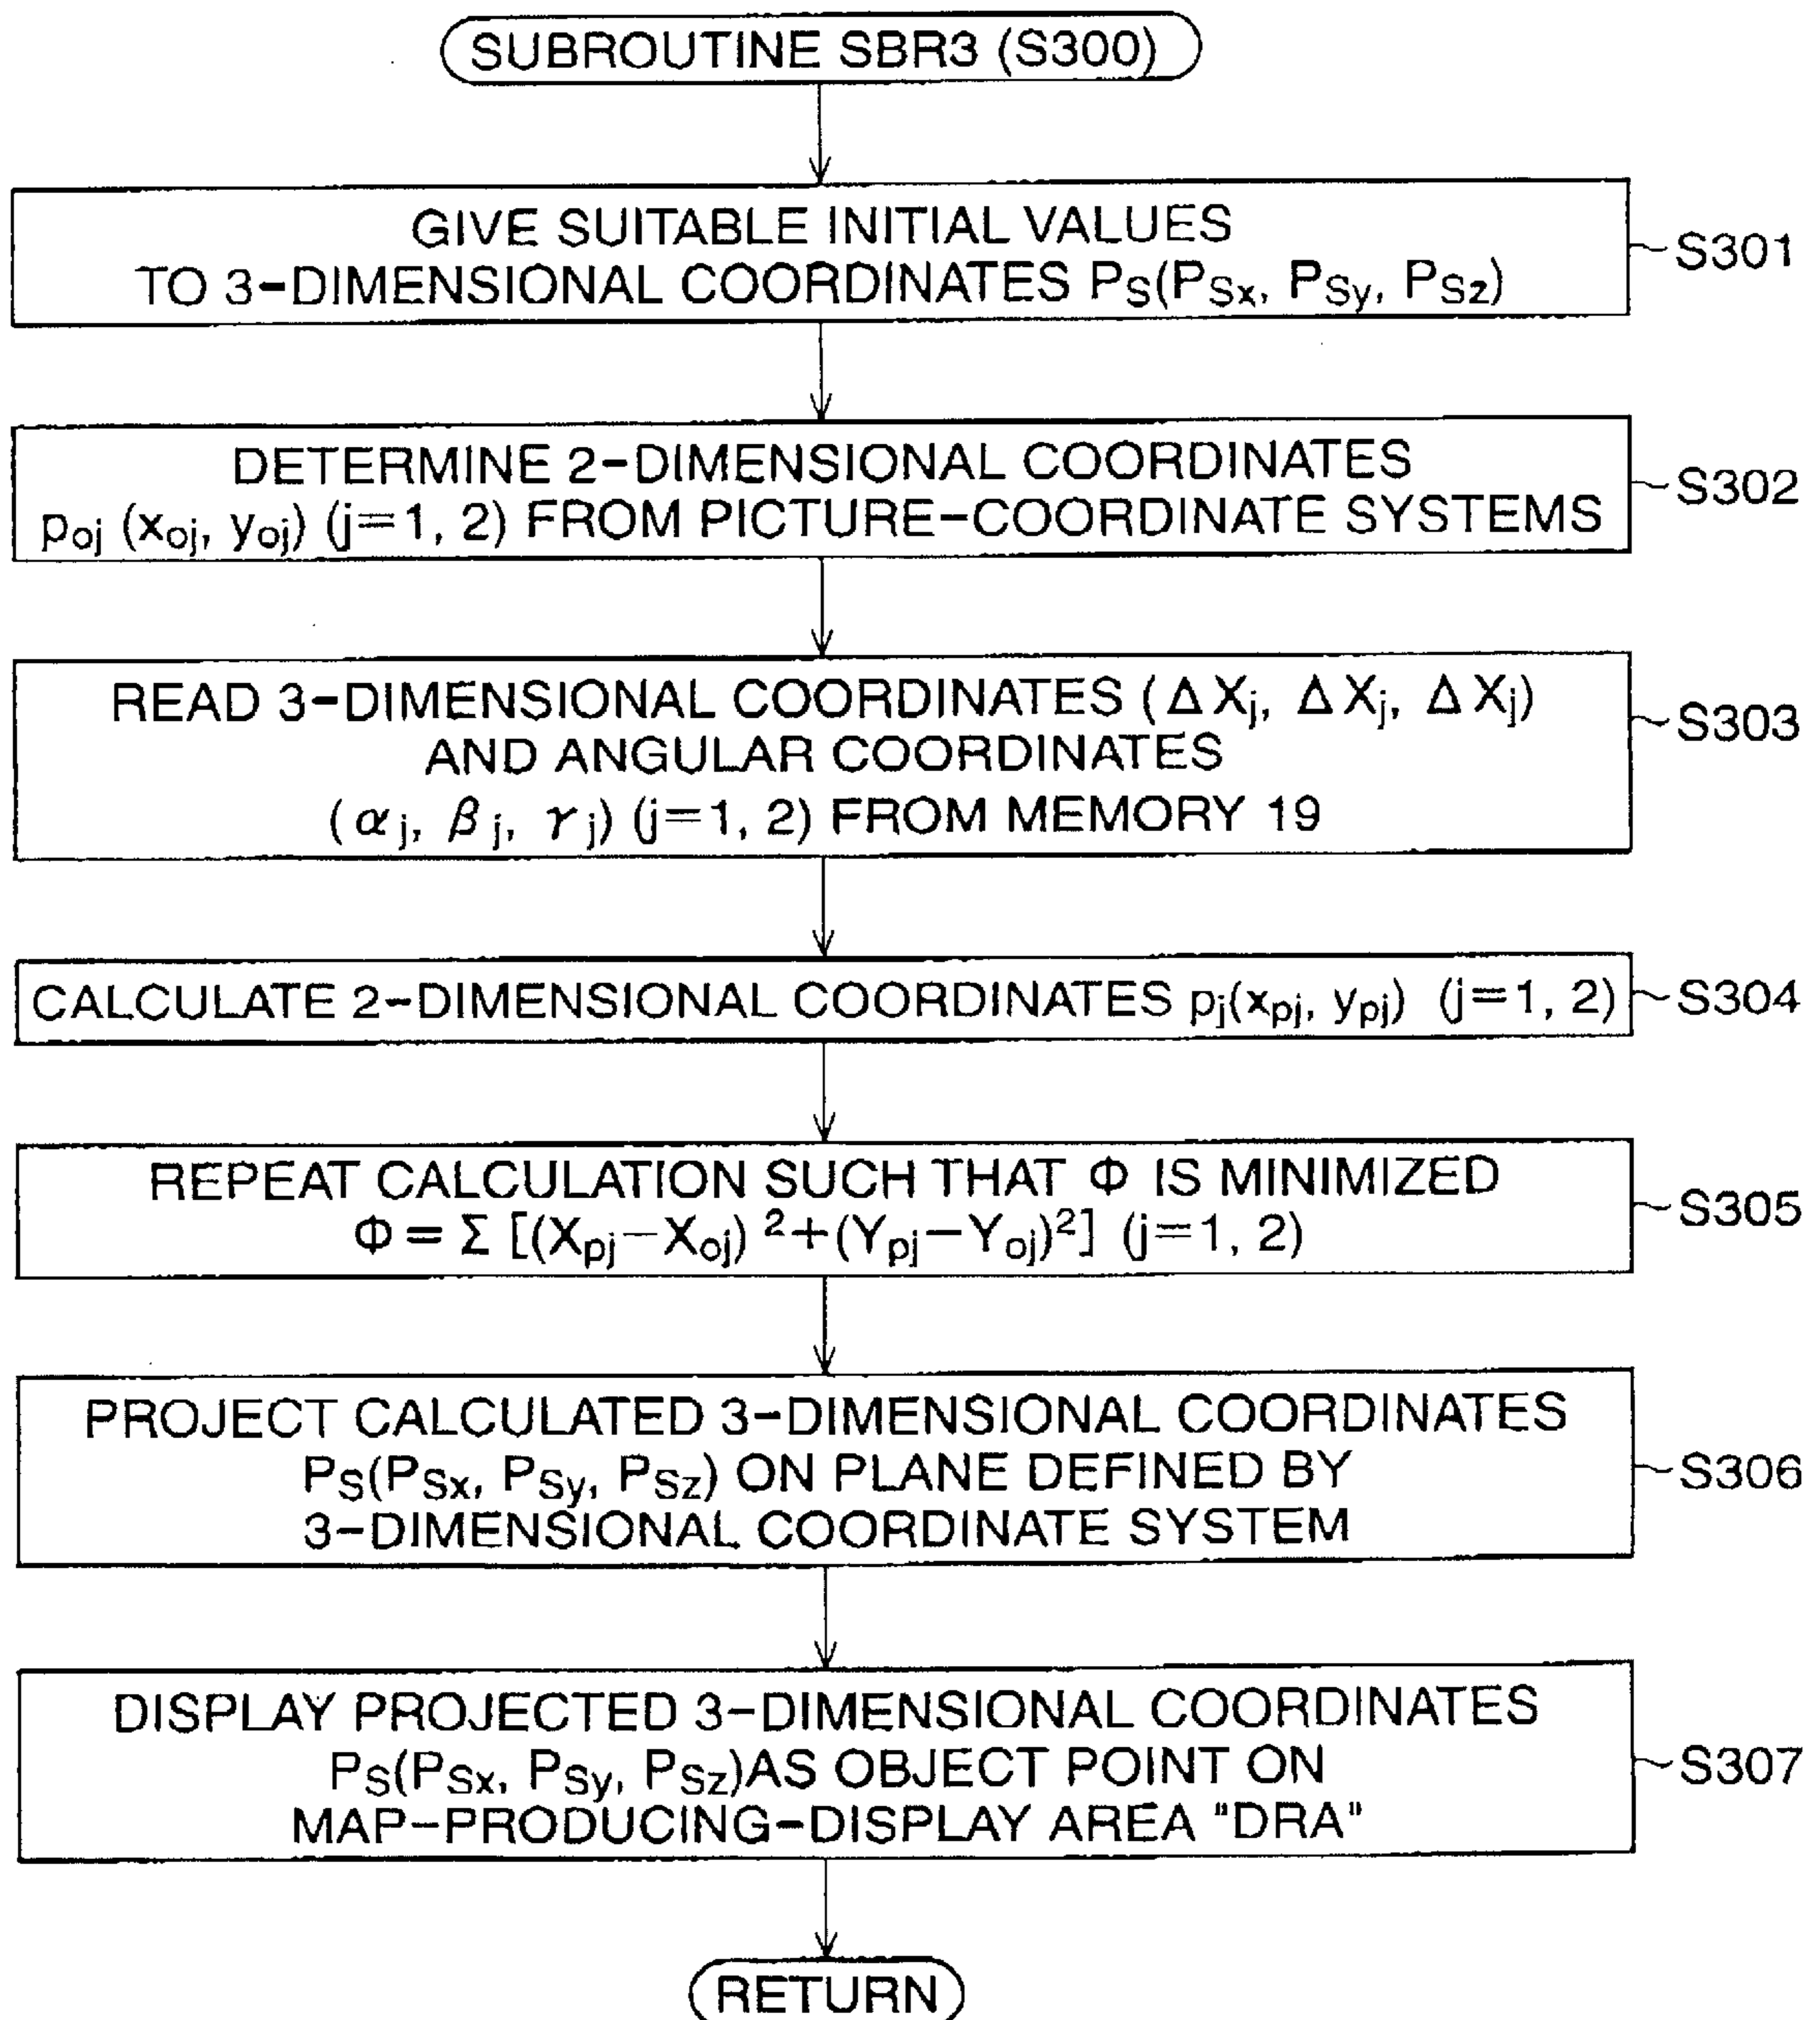 SUBROUTINE SBR3 (S300)
GIVE SUITABLE INITIAL VALUES
TO 3-DIMENSIONAL COORDINATES PS(PSx, PSy, PSz)
S301
DETERMINE 2-DIMENSIONAL COORDINATES
poj (xoj, yoj) (j=1, 2) FROM PICTURE-COORDINATE SYSTEMS
S302
READ 3-DIMENSIONAL COORDINATES (ΔXj, ΔXj, ΔXj)
AND ANGULAR COORDINATES
(αj, βj, γj) (j=1, 2) FROM MEMORY 19
S303
CALCULATE 2-DIMENSIONAL COORDINATES pj(xpj, ypj) (j=1, 2)
S304
REPEAT CALCULATION SUCH THAT Φ IS MINIMIZED
Φ = Σ [(Xpj-Xoj)²+(Ypj-Yoj)²] (j=1, 2)
S305
PROJECT CALCULATED 3-DIMENSIONAL COORDINATES
PS(PSx, PSy, PSz) ON PLANE DEFINED BY
3-DIMENSIONAL COORDINATE SYSTEM
S306
DISPLAY PROJECTED 3-DIMENSIONAL COORDINATES
PS(PSx, PSy, PSz)AS OBJECT POINT ON
MAP-PRODUCING-DISPLAY AREA "DRA"
S307
RETURN